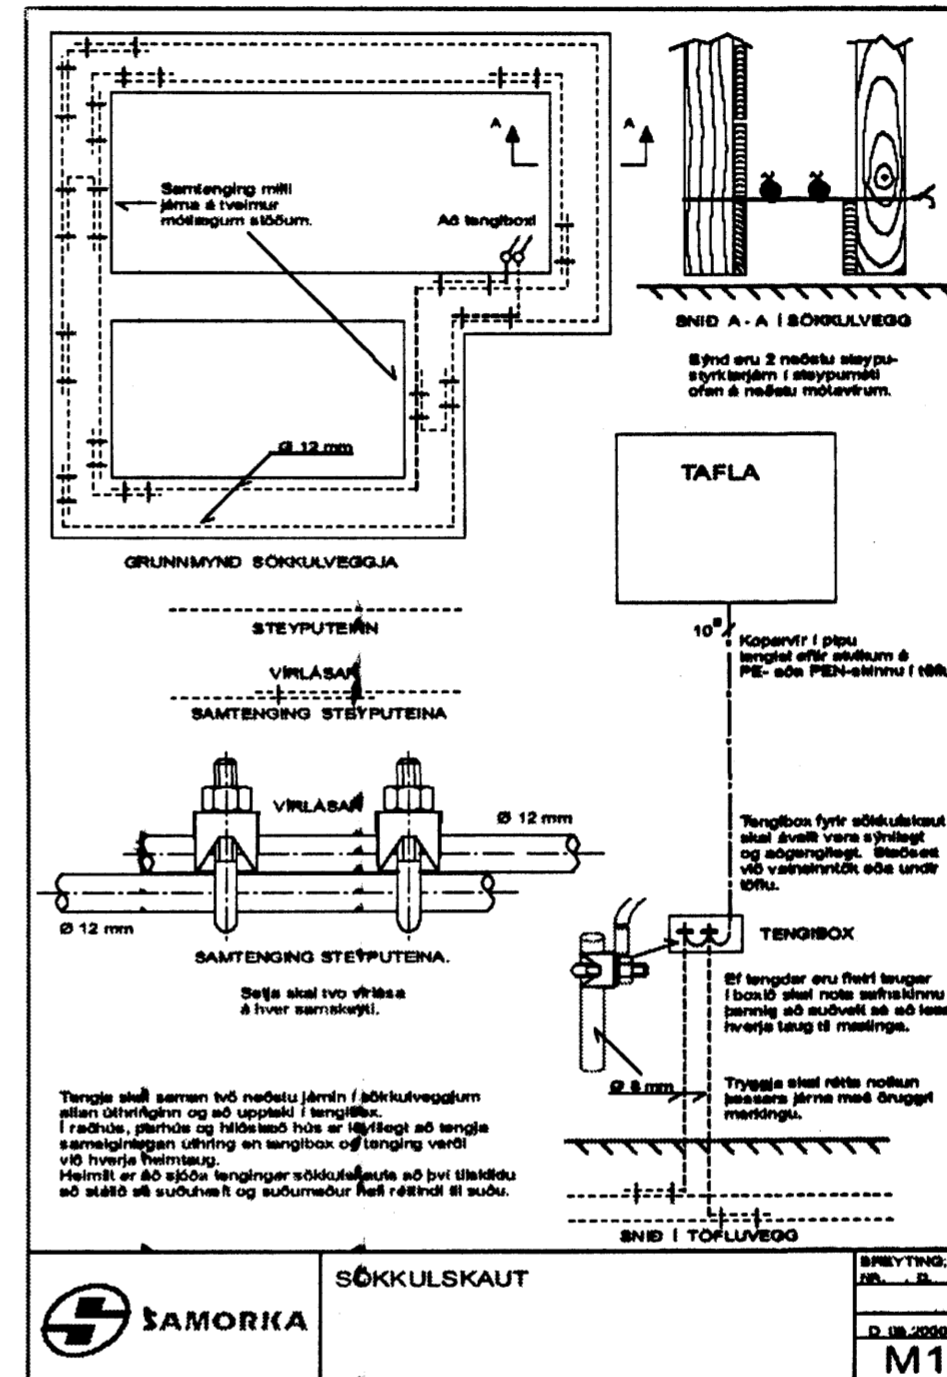 A
A
Samtenging milli
járna á tveimur
mótlægum stöðum.
Að tengiboxi
Ø 12 mm
GRUNNMYND SÖKKULVEGGJA
SNIÐ A - A Í SÖKKULVEGG
Sýnd eru 2 neðstu steypu-
styrktarjárn í steypumóti
ofan á neðstu mótavírum.
STEYPUTEINN
VÍRLÁSAR
SAMTENGING STEYPUTEINA
VÍRLÁSAR
Ø 12 mm
Ø 12 mm
SAMTENGING STEYPUTEINA.
Setja skal tvo vírlása
á hver samskeyti.
TAFLA
10
Koparvír í pípu
tengist eftir atvikum á
PE- eða PEN-skinnu í töflu
Tengibox fyrir sökkulskaut
skal ávallt vera sýnilegt
og aðgengilegt. Staðsett
við vatnsinntök eða undir
töflu.
TENGIBOX
Ef tengdar eru fleiri taugar
í boxið skal nota safnskinnu
þannig að auðvelt sé að
hverja taug til mælinga.
Ø 8 mm
Tryggja skal rétta notkun
þessara járna með öruggri
merkingu.
SNIÐ Í TÖFLUVEGG
Tengja skal saman tvö neðstu járnin í sökkulveggjum
allan úthringinn og að upptaki í tengibox.
Í raðhús, parhús og hliðstæð hús er leyfilegt að tengja
sameiginlegan úthring en tengibox og tenging verði
við hverja heimtaug.
Heimilt er að sjóða tengingar sökkulskauta að því tilskildu
að stálið sé suðuhæft og suðumaður hafi réttindi til suðu.
SAMORKA
SÖKKULSKAUT
BREYTING:
NR. D.
D. 2000
M1